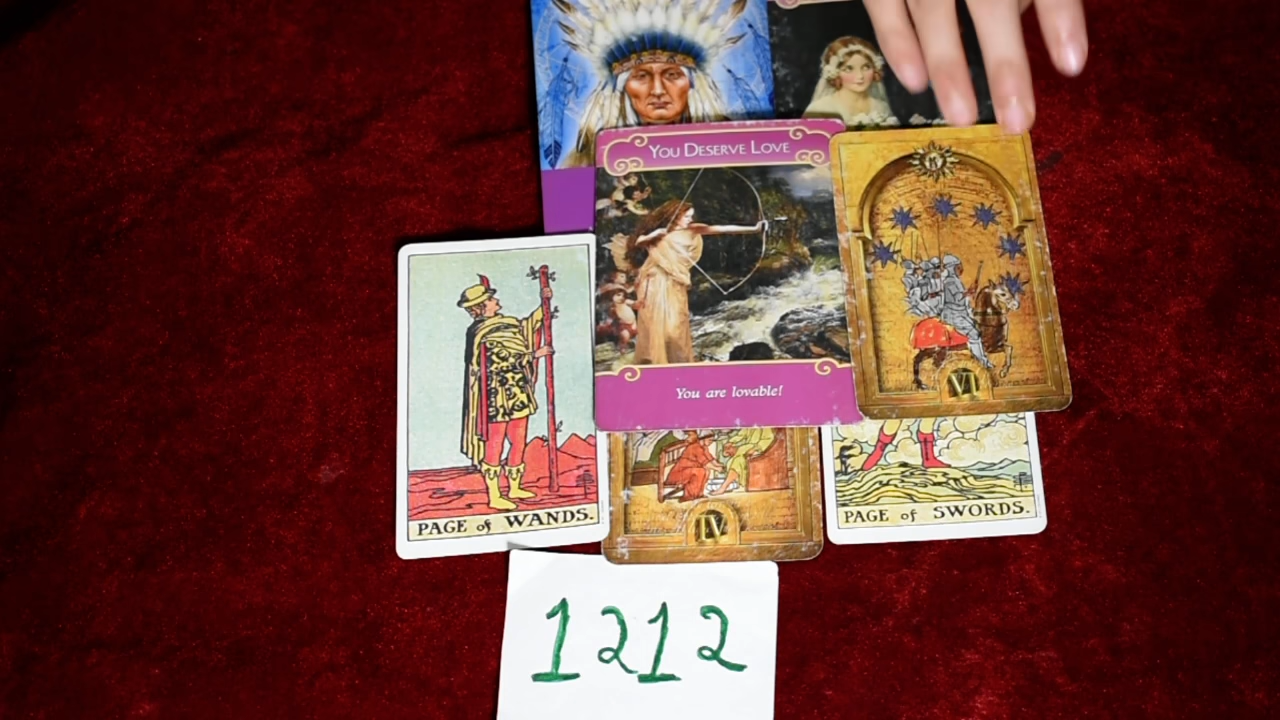 You Deserve Love
You are lovable!
VI
PAGE of WANDS.
IV
PAGE of SWORDS.
1212